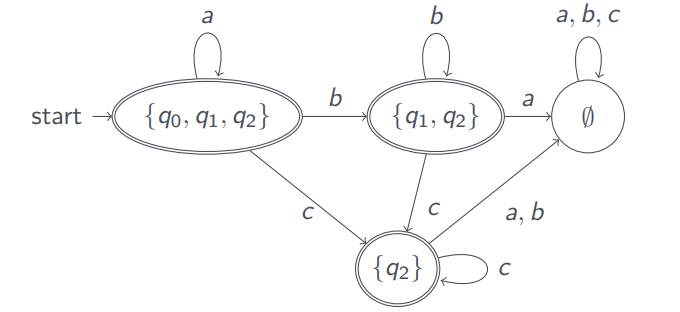 a
b
a, b, c
start
{q₀, q₁, q₂}
b
{q₁, q₂}
a
∅
c
c
a, b
{q₂}
c